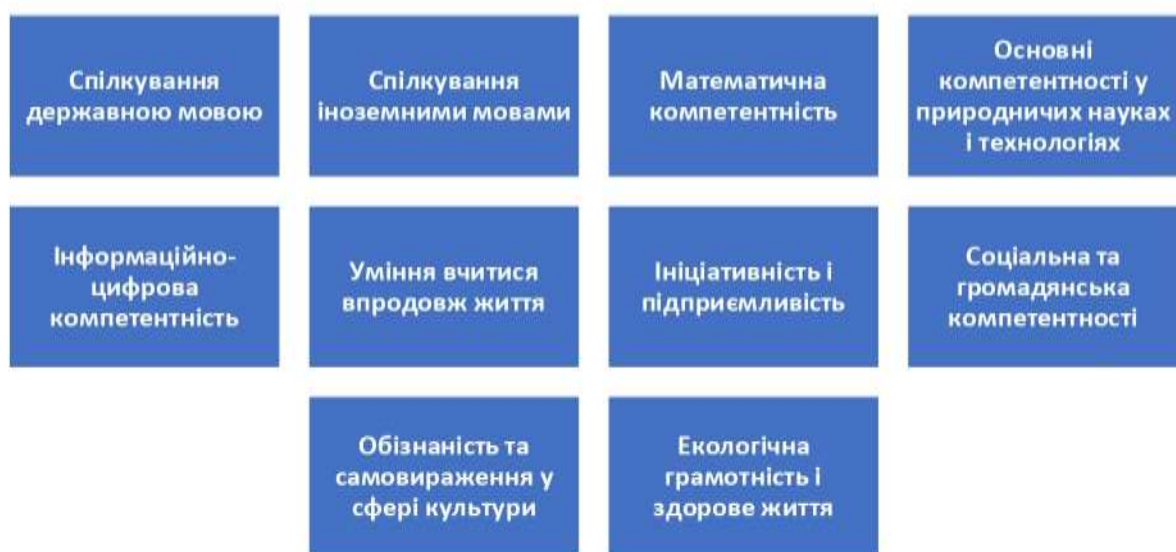 Спілкування
державною мовою
Спілкування
іноземними мовами
Математична
компетентність
Основні
компетентності у
природничих науках
і технологіях
Інформаційно-
цифрова
компетентність
Уміння вчитися
впродовж життя
Ініціативність і
підприємливість
Соціальна та
громадянська
компетентності
Обізнаність та
самовираження у
сфері культури
Екологічна
грамотність і
здорове життя